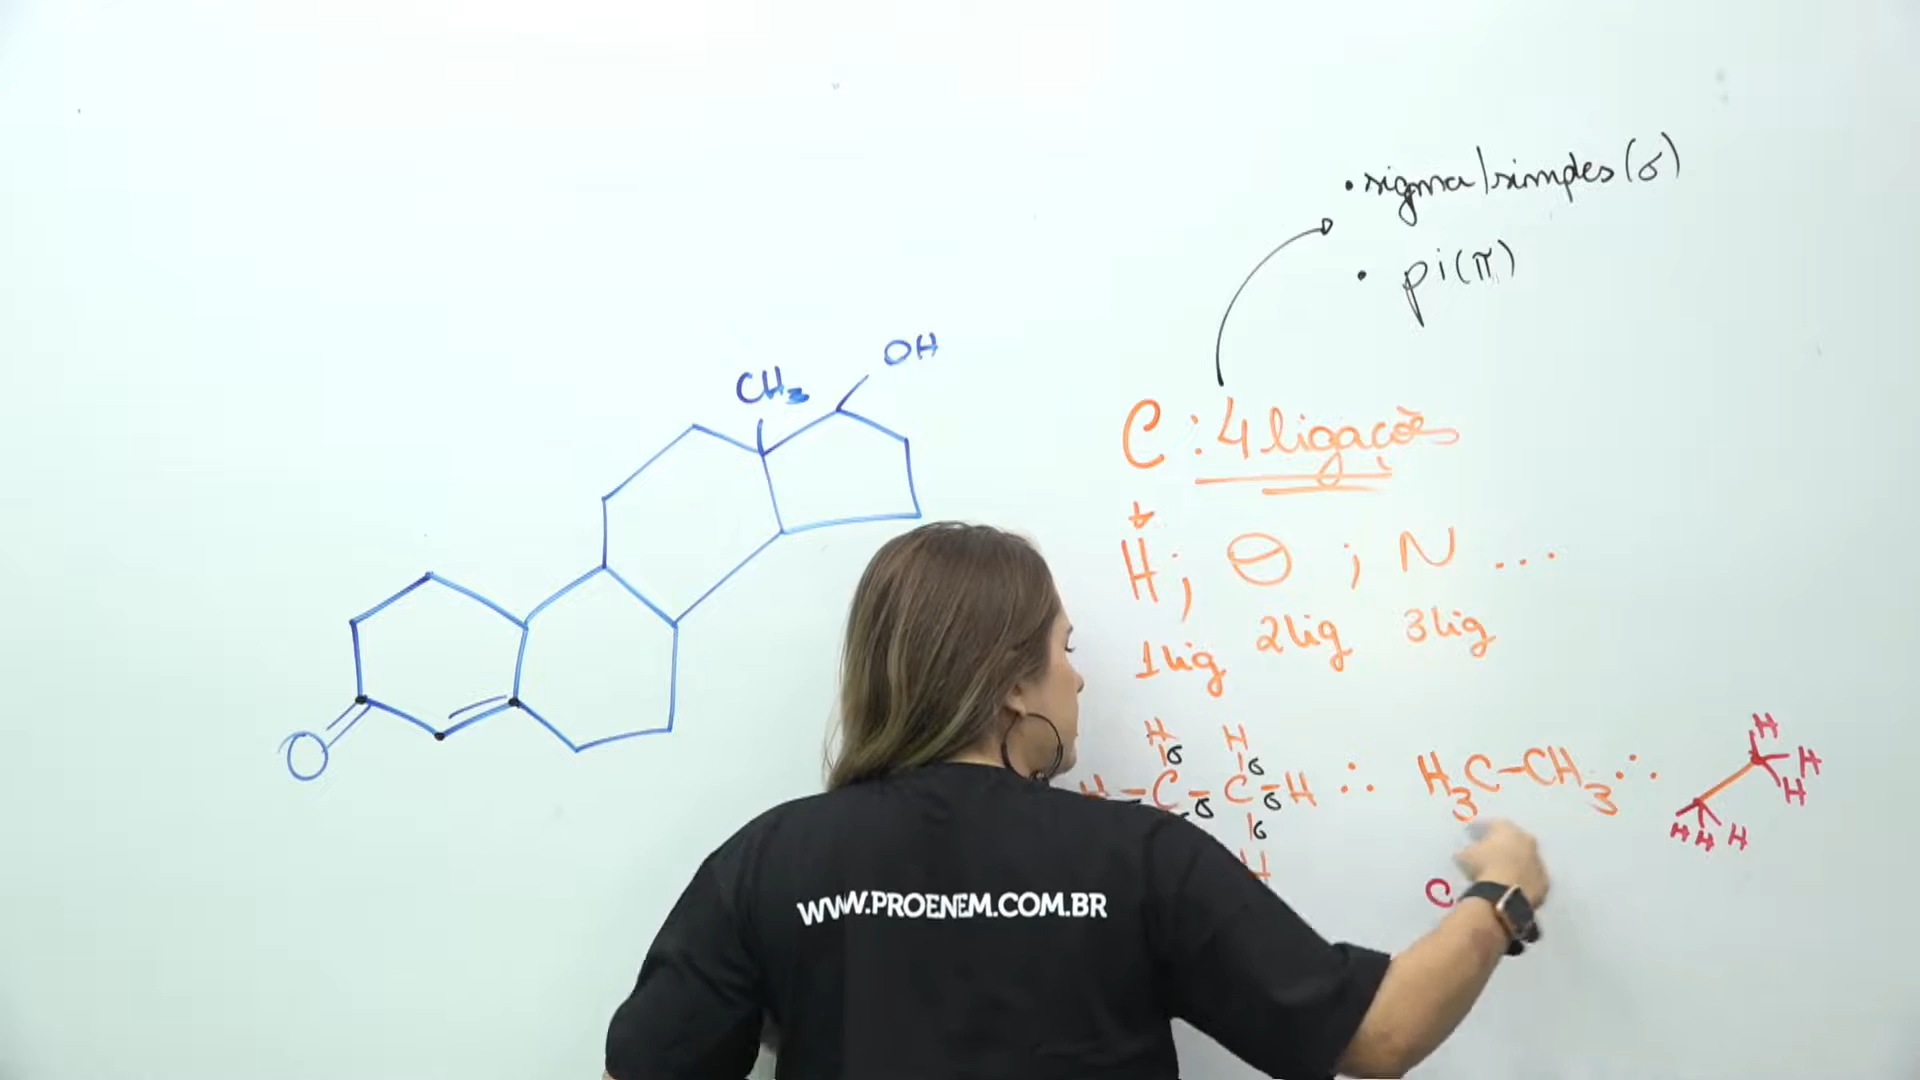 • sigma/simples (σ)
• pi (π)
OH
CH3
C : 4 ligações
H ; O ; N ...
1 lig 2 lig 3 lig
O
H H H
σ σ
H-C-σ C-σ H ∴ H3C-CH3 ∴ H
σ H
H H H H
C
WWW.PROENEM.COM.BR